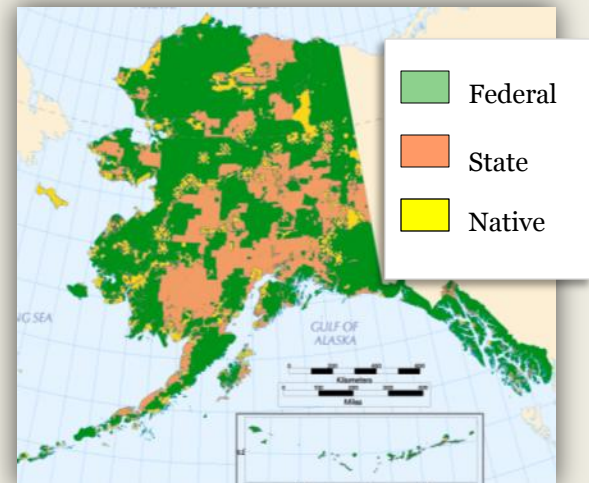 Federal
State
Native
NG SEA
GULF OF
ALASKA
Kilometers
Miles